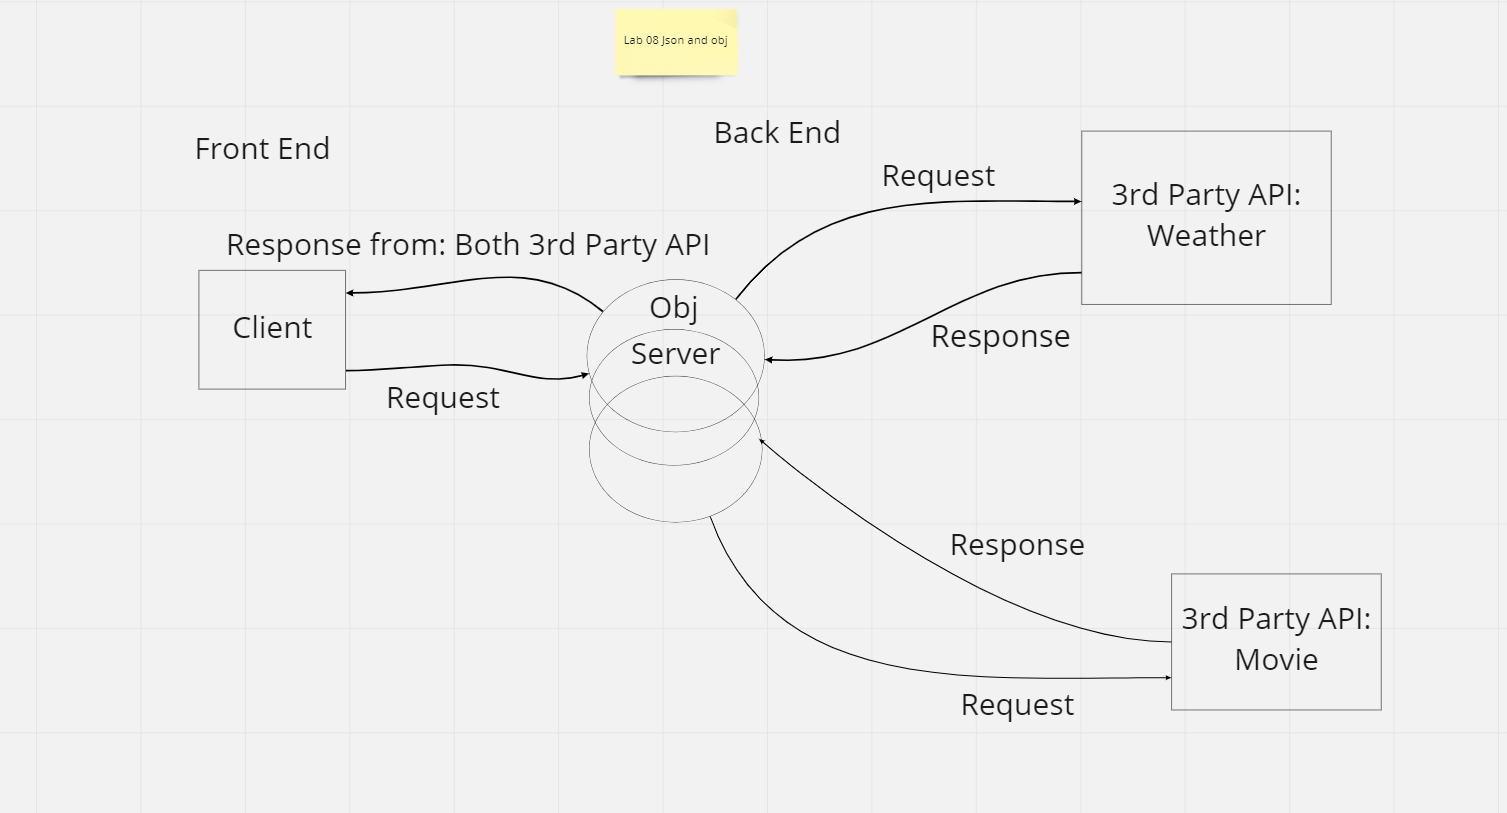 Lab 08 Json and obj
Front End
Back End
Request
3rd Party API:
Weather
Response from: Both 3rd Party API
Client
Obj
Server
Response
Request
Response
3rd Party API:
Movie
Request